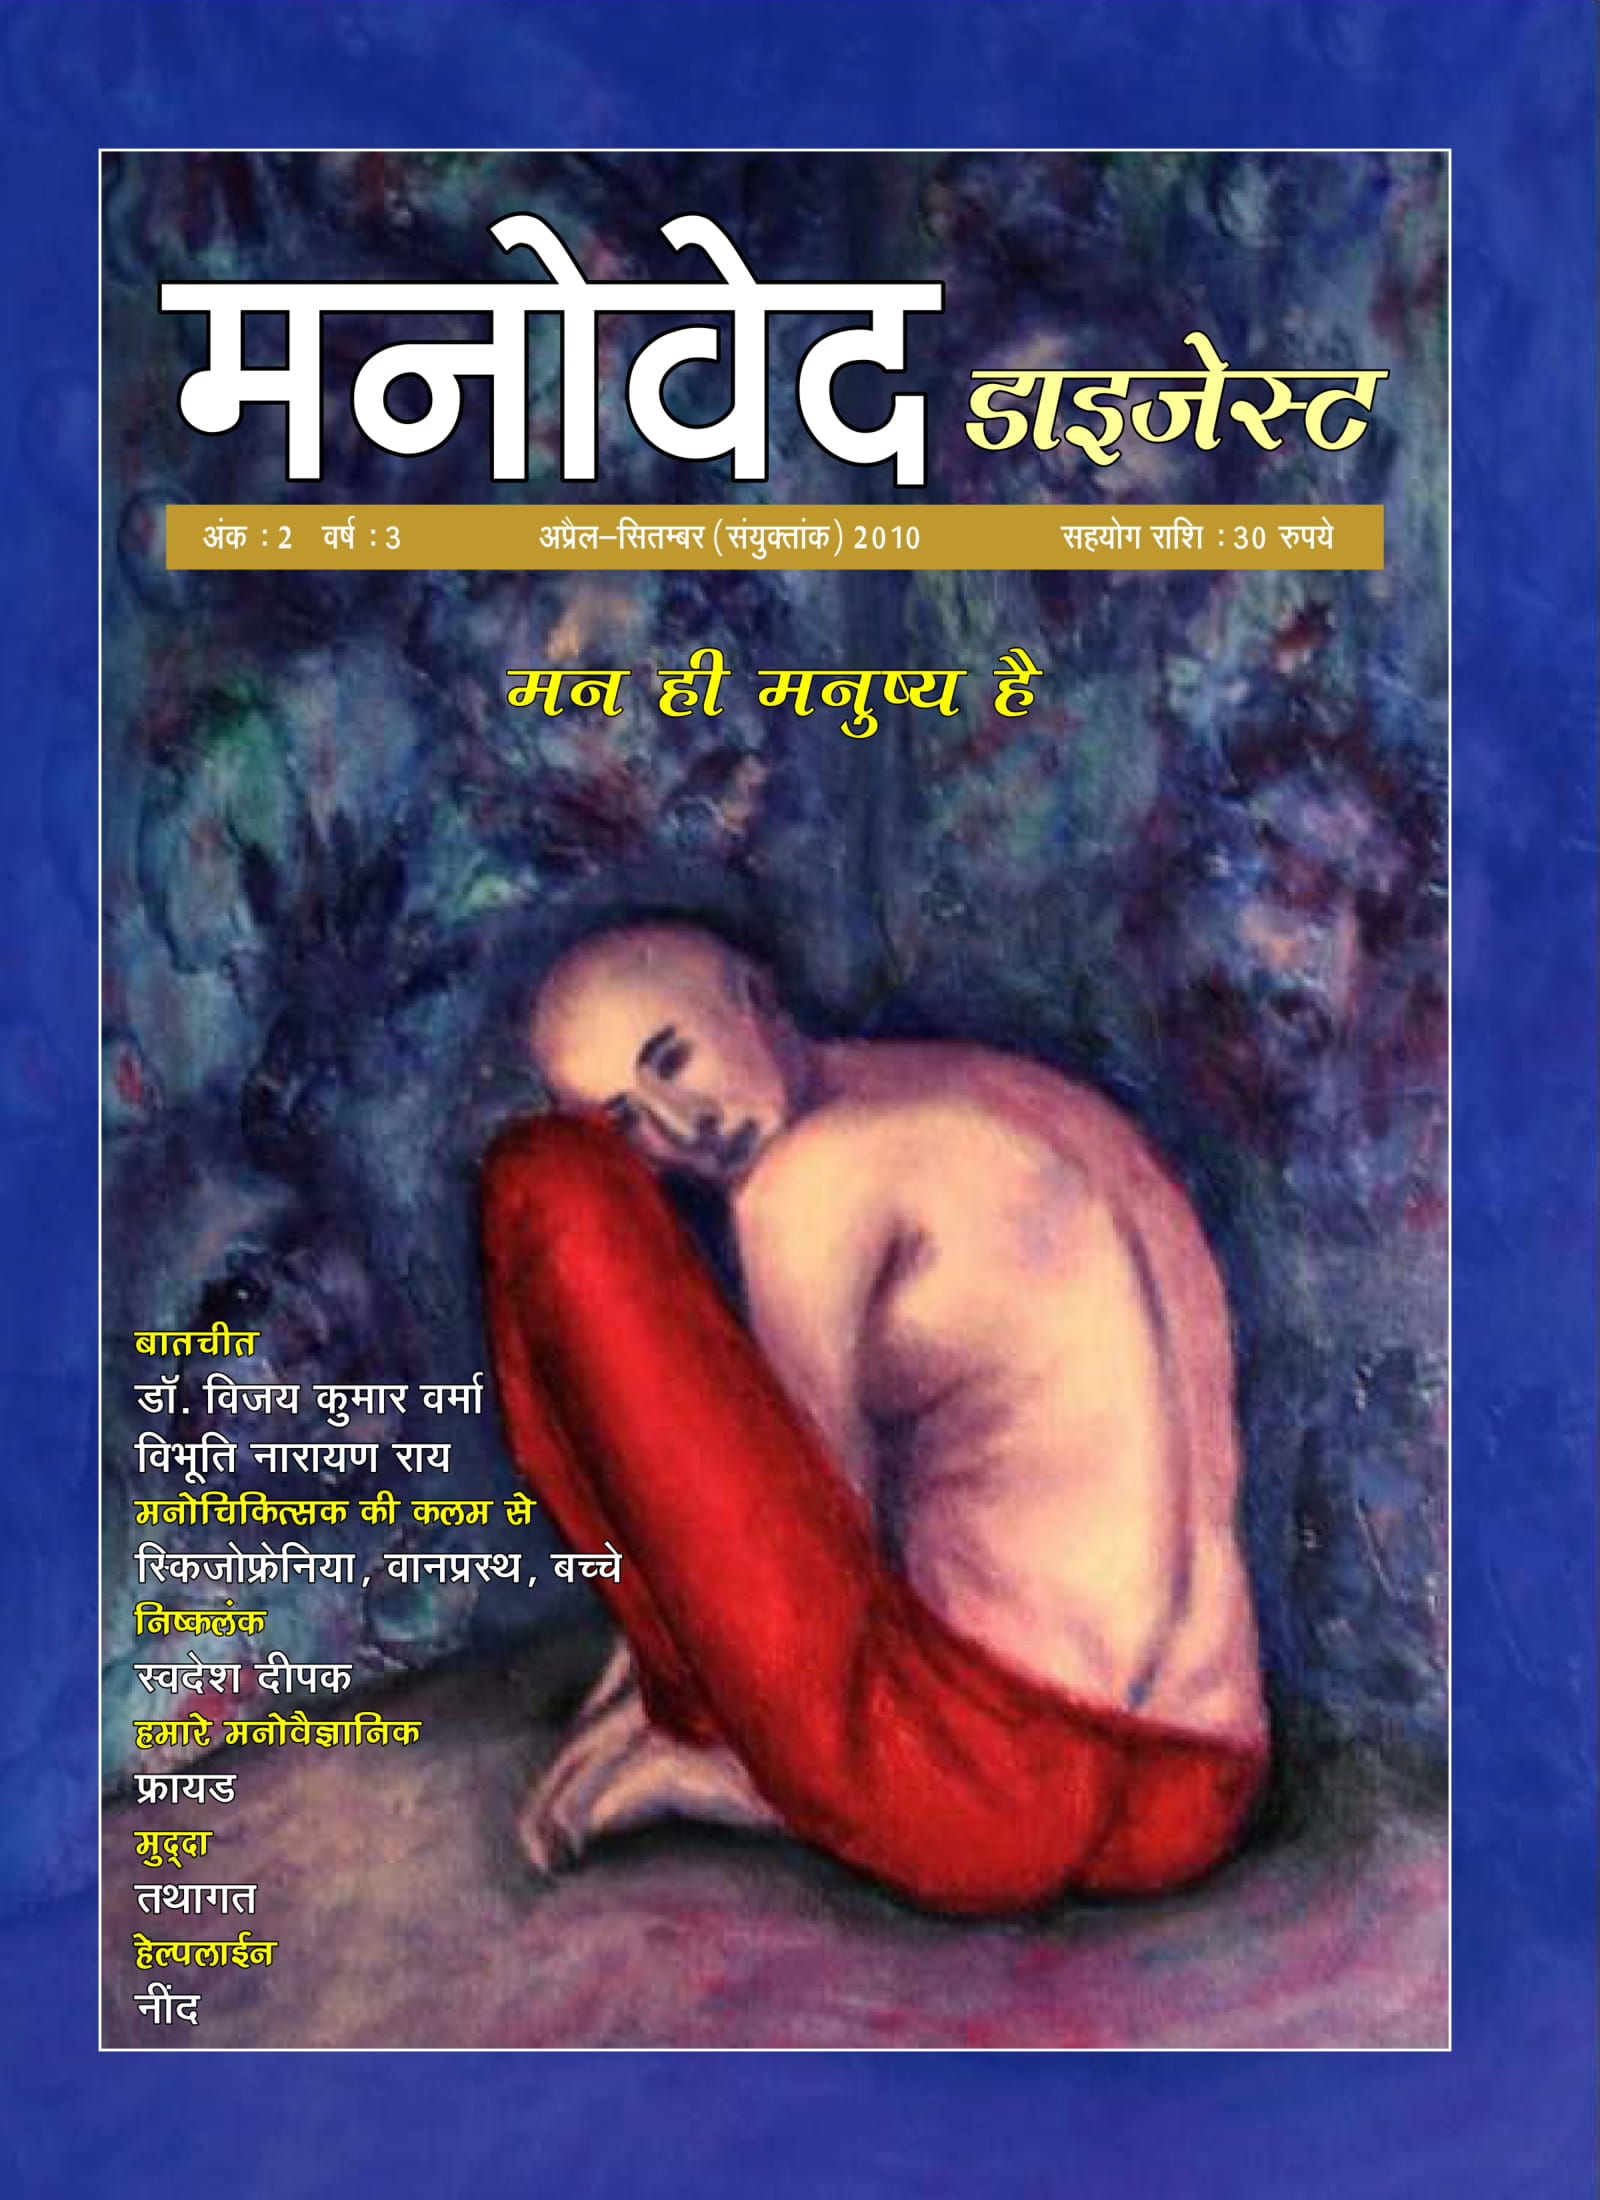 मनोवेद डाइजेस्ट
अंक : 2 वर्ष : 3 अप्रैल–सितम्बर (संयुक्तांक) 2010 सहयोग राशि : 30 रुपये
मन ही मनुष्य है
बातचीत
डॉ. विजय कुमार वर्मा
विभूति नारायण राय
मनोचिकित्सक की कलम से
स्किजोफ्रेनिया, वानप्रस्थ, बच्चे
निष्कलंक
स्वदेश दीपक
हमारे मनोवैज्ञानिक
फ्रायड
मुद्‌दा
तथागत
हेल्पलाईन
नींद